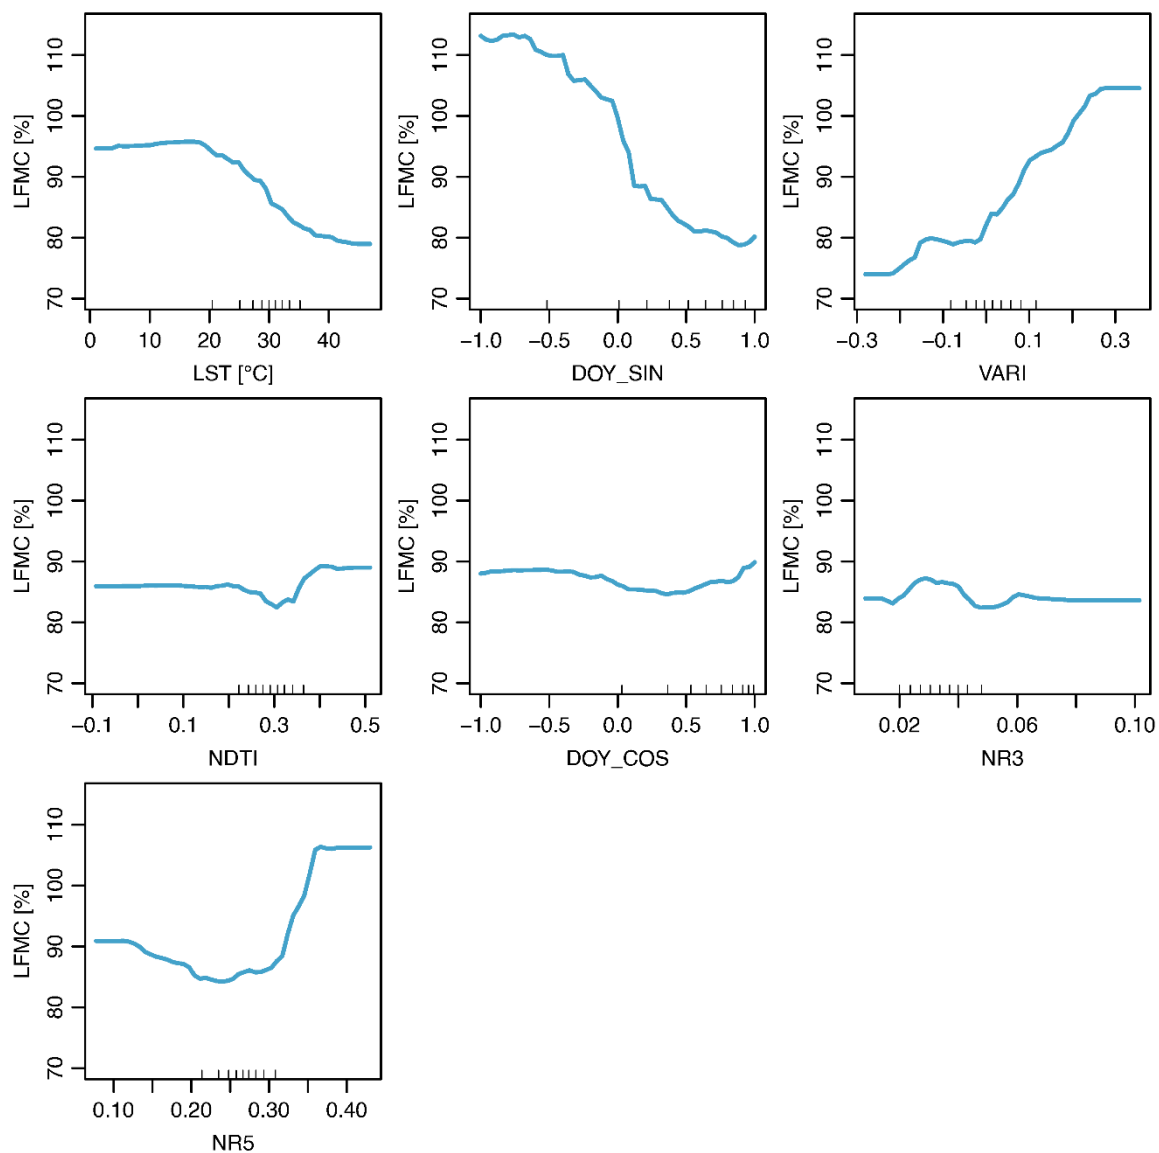 LFMC [%]
110
100
90
80
70
0 10 20 30 40
LST [°C]
LFMC [%]
110
100
90
80
70
−1.0 −0.5 0.0 0.5 1.0
DOY_SIN
LFMC [%]
110
100
90
80
70
−0.3 −0.1 0.1 0.3
VARI
LFMC [%]
110
100
90
80
70
−0.1 0.1 0.3 0.5
NDTI
LFMC [%]
110
100
90
80
70
−1.0 −0.5 0.0 0.5 1.0
DOY_COS
LFMC [%]
110
100
90
80
70
0.02 0.06 0.10
NR3
LFMC [%]
110
100
90
80
70
0.10 0.20 0.30 0.40
NR5